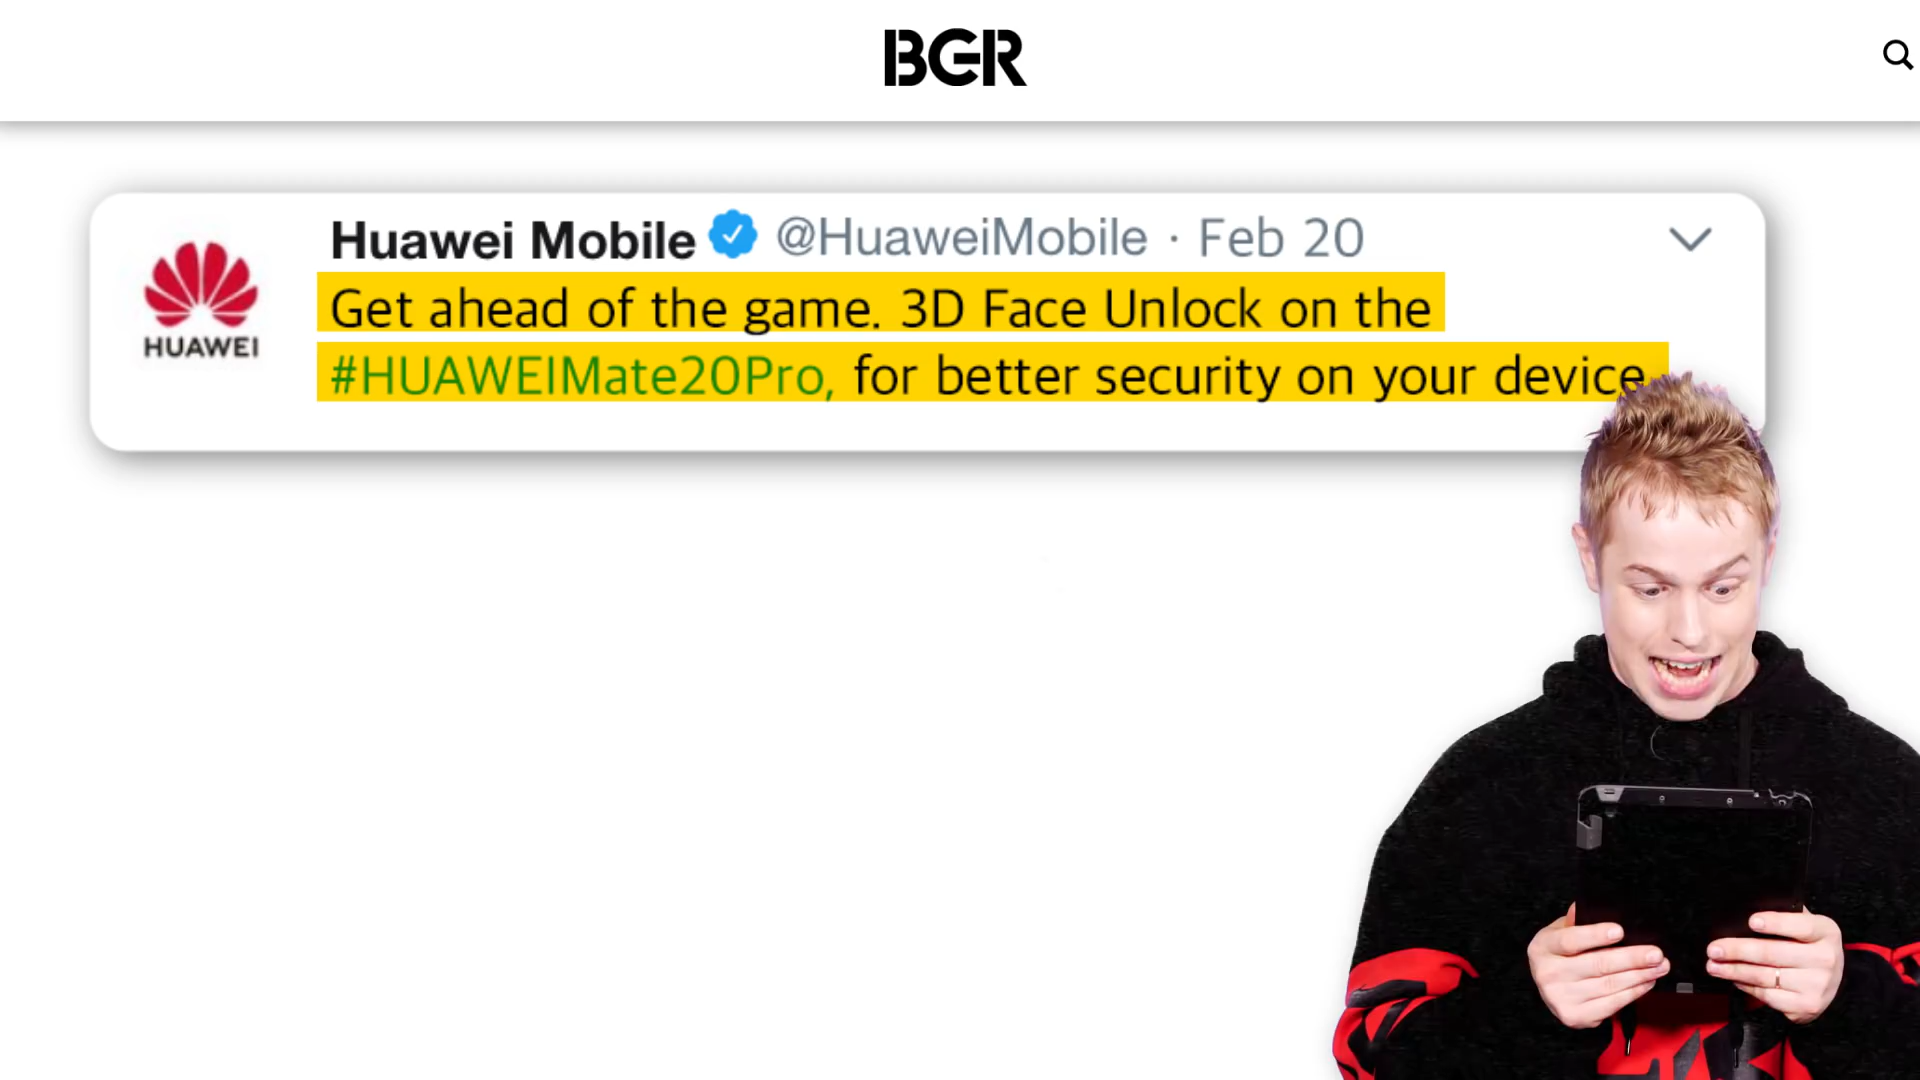 BGR
Huawei Mobile @HuaweiMobile · Feb 20
HUAWEI
Get ahead of the game. 3D Face Unlock on the
#HUAWEIMate20Pro, for better security on your device.